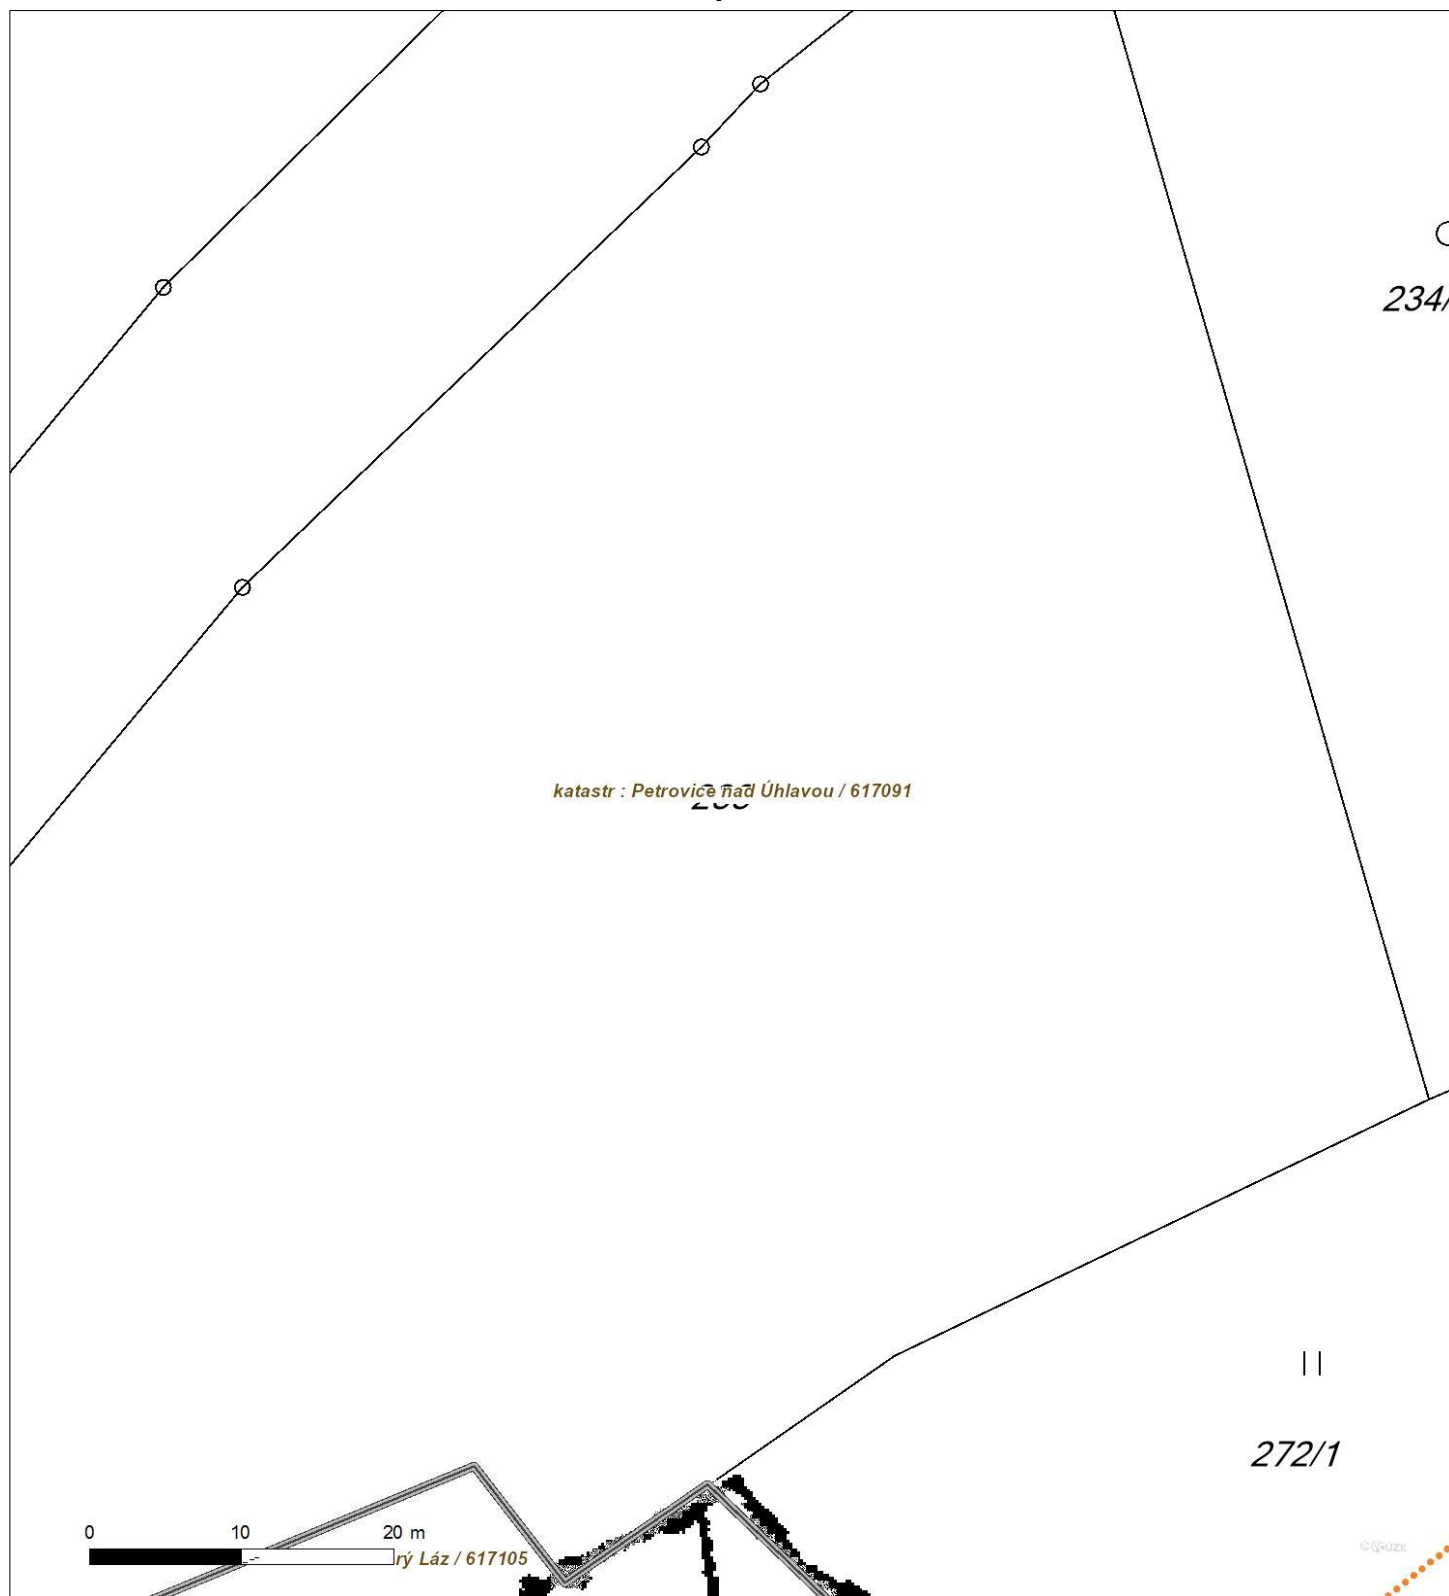 234/
katastr : Petrovice nad Úhlavou / 617091
272/1
0 10 20 m
rý Láz / 617105